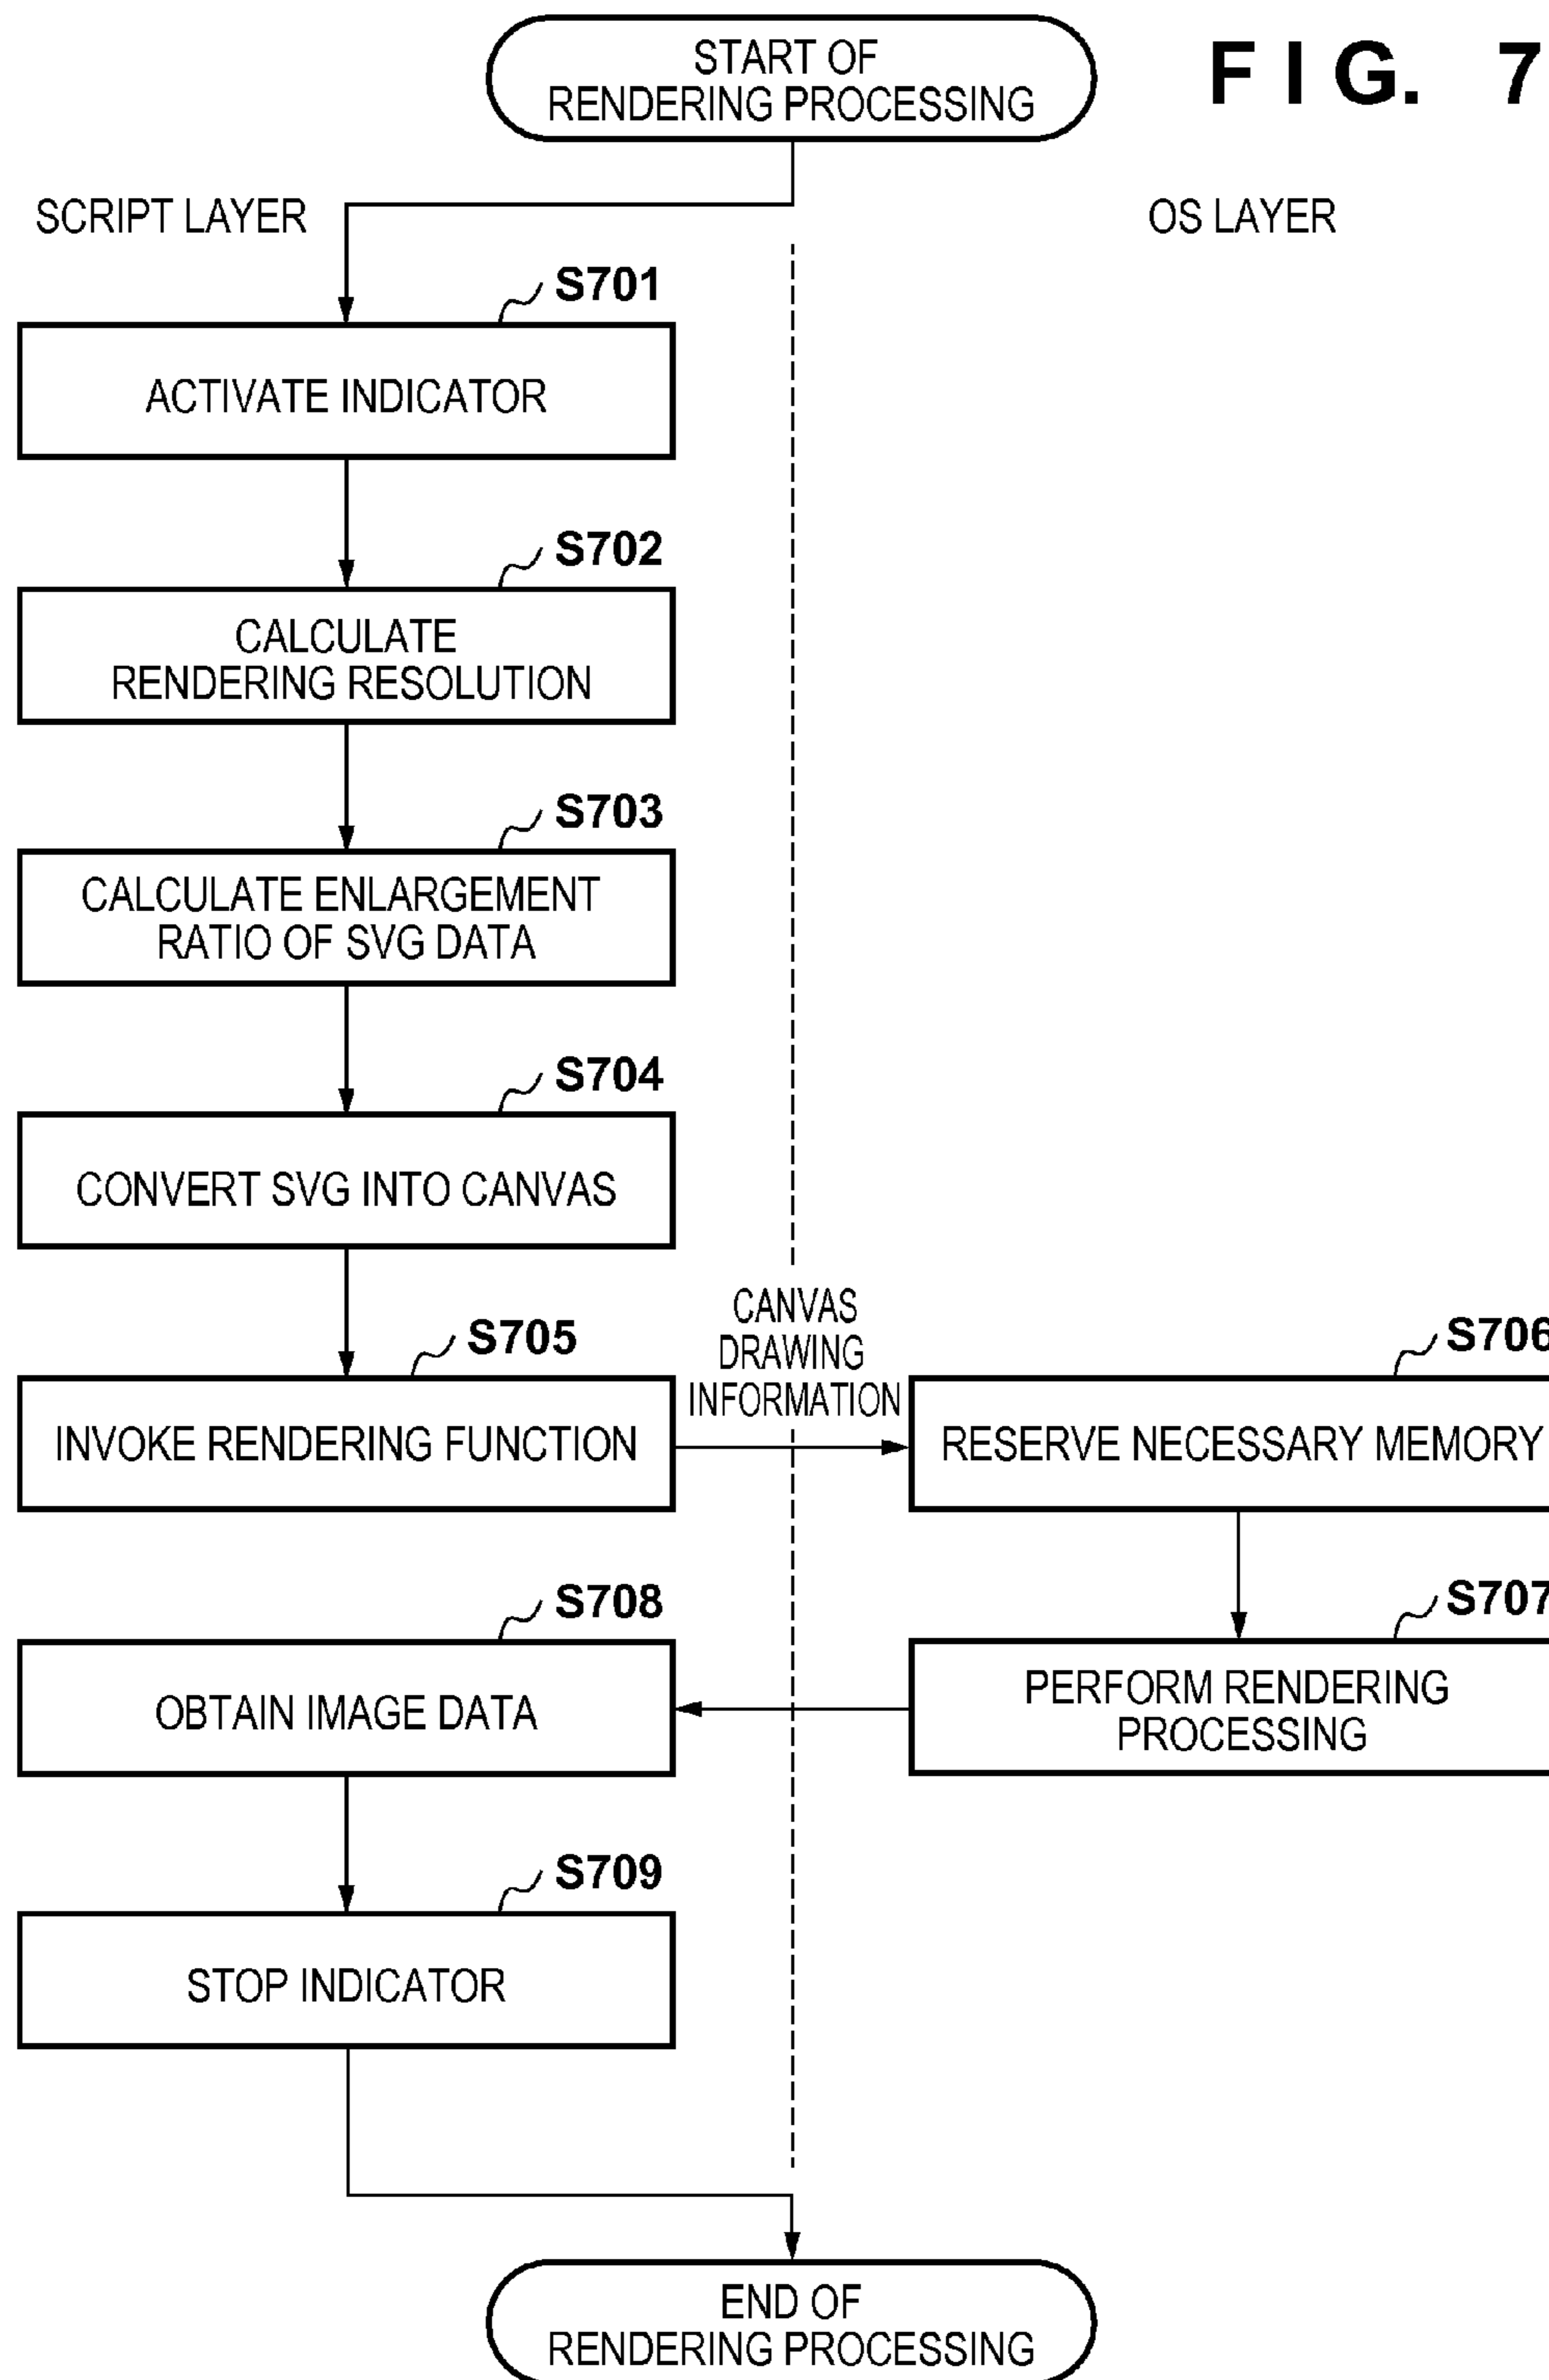 START OF
RENDERING PROCESSING
FIG. 7
SCRIPT LAYER
OS LAYER
S701
ACTIVATE INDICATOR
S702
CALCULATE
RENDERING RESOLUTION
S703
CALCULATE ENLARGEMENT
RATIO OF SVG DATA
S704
CONVERT SVG INTO CANVAS
S705
INVOKE RENDERING FUNCTION
CANVAS
DRAWING
INFORMATION
S706
RESERVE NECESSARY MEMORY
S707
PERFORM RENDERING
PROCESSING
S708
OBTAIN IMAGE DATA
S709
STOP INDICATOR
END OF
RENDERING PROCESSING